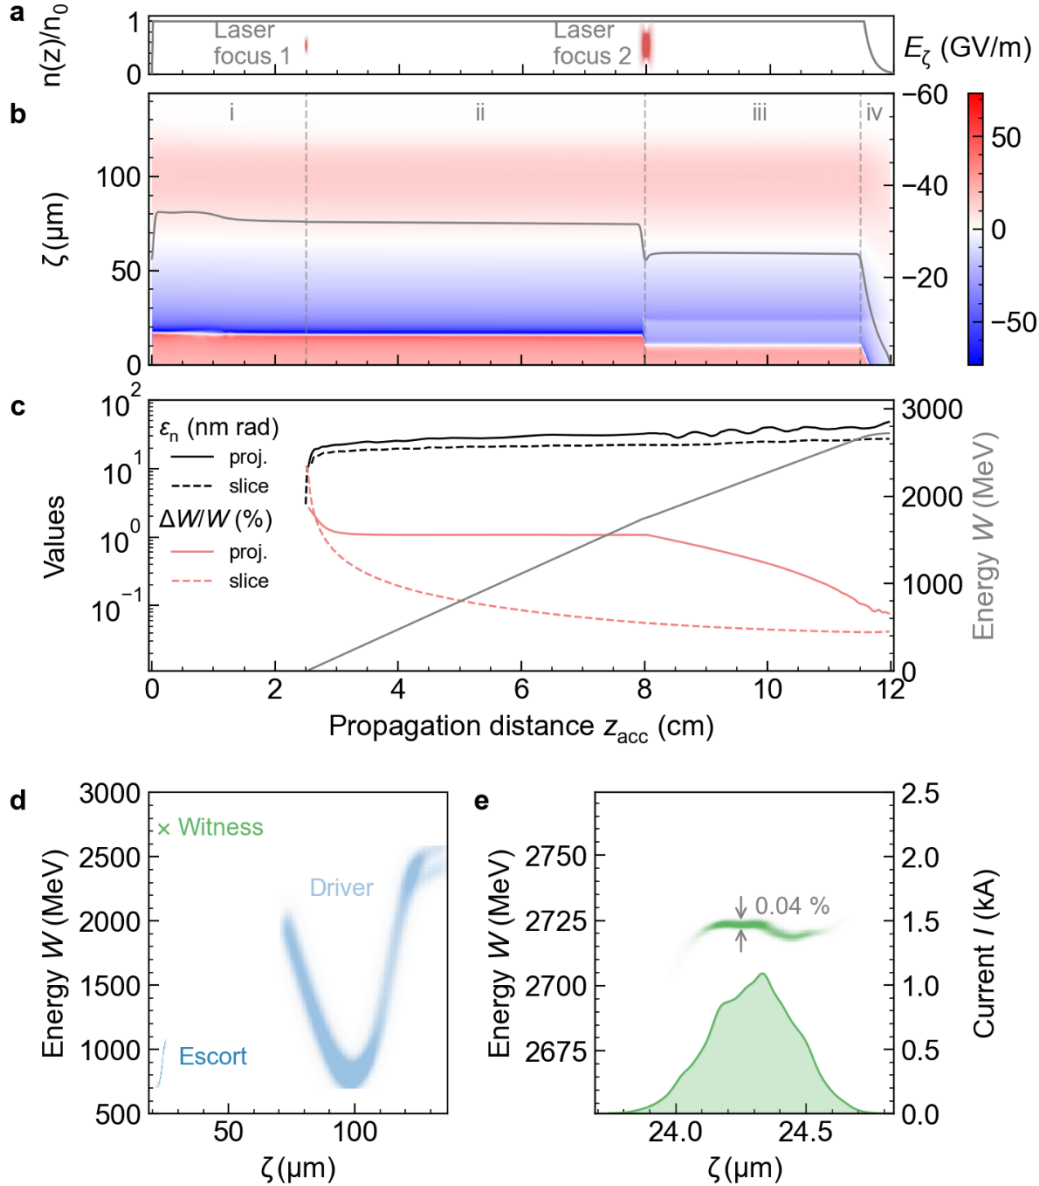 a
n(z)/n₀
1
0
Laser
focus 1
Laser
focus 2
E_ζ (GV/m)
b
i
ii
iii
iv
ζ (μm)
100
50
0
−60
−40
−20
50
0
−50
c
Values
10²
10¹
10⁰
10⁻¹
εₙ (nm rad)
proj.
slice
ΔW/W (%)
proj.
slice
3000
2000
1000
0
Energy W (MeV)
0
2
4
6
8
10
12
Propagation distance z_acc (cm)
d
Energy W (MeV)
3000
2500
2000
1500
1000
500
× Witness
Driver
Escort
50
100
ζ (μm)
e
Energy W (MeV)
2750
2725
2700
2675
0.04 %
2.5
2.0
1.5
1.0
0.5
0.0
Current I (kA)
24.0
24.5
ζ (μm)